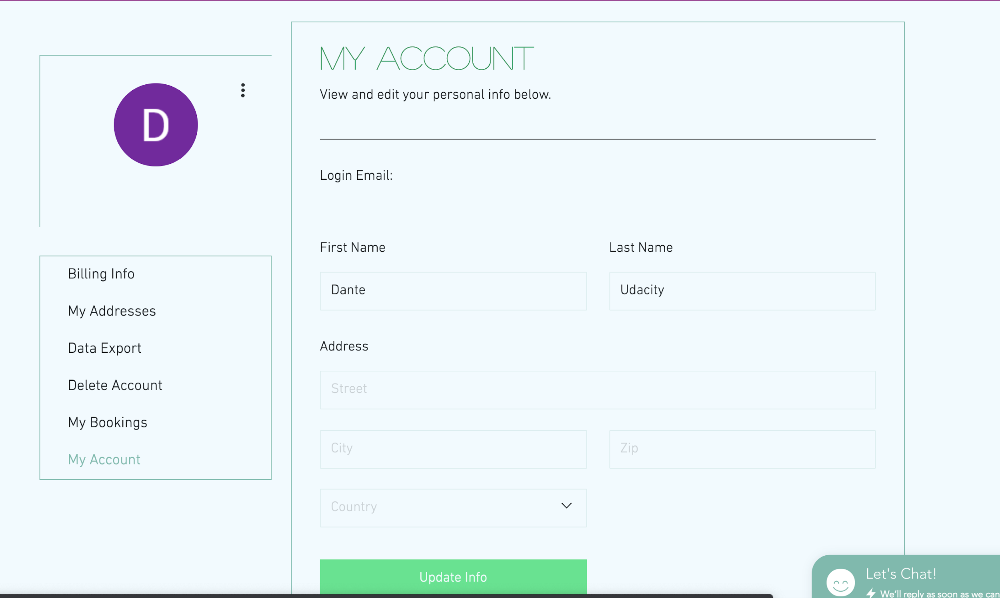 D
Billing Info
My Addresses
Data Export
Delete Account
My Bookings
My Account
MY ACCOUNT
View and edit your personal info below.
Login Email:
First Name
Last Name
Dante
Udacity
Address
Street
City
Zip
Country
Update Info
Let's Chat!
We'll reply as soon as we can